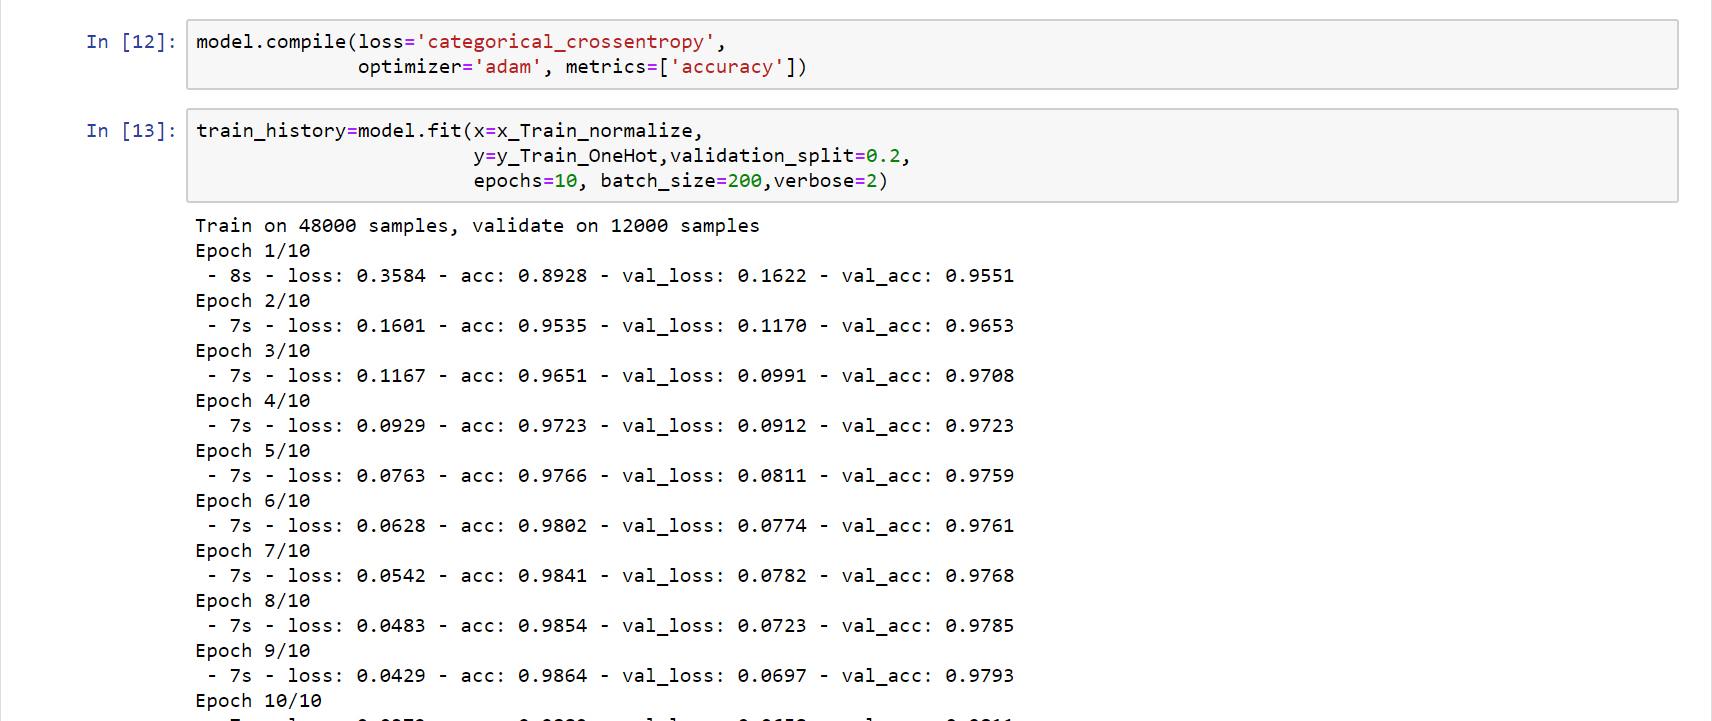 In [12]: model.compile(loss='categorical_crossentropy',
optimizer='adam', metrics=['accuracy'])
In [13]: train_history=model.fit(x=x_Train_normalize,
y=y_Train_OneHot,validation_split=0.2,
epochs=10, batch_size=200,verbose=2)
Train on 48000 samples, validate on 12000 samples
Epoch 1/10
- 8s - loss: 0.3584 - acc: 0.8928 - val_loss: 0.1622 - val_acc: 0.9551
Epoch 2/10
- 7s - loss: 0.1601 - acc: 0.9535 - val_loss: 0.1170 - val_acc: 0.9653
Epoch 3/10
- 7s - loss: 0.1167 - acc: 0.9651 - val_loss: 0.0991 - val_acc: 0.9708
Epoch 4/10
- 7s - loss: 0.0929 - acc: 0.9723 - val_loss: 0.0912 - val_acc: 0.9723
Epoch 5/10
- 7s - loss: 0.0763 - acc: 0.9766 - val_loss: 0.0811 - val_acc: 0.9759
Epoch 6/10
- 7s - loss: 0.0628 - acc: 0.9802 - val_loss: 0.0774 - val_acc: 0.9761
Epoch 7/10
- 7s - loss: 0.0542 - acc: 0.9841 - val_loss: 0.0782 - val_acc: 0.9768
Epoch 8/10
- 7s - loss: 0.0483 - acc: 0.9854 - val_loss: 0.0723 - val_acc: 0.9785
Epoch 9/10
- 7s - loss: 0.0429 - acc: 0.9864 - val_loss: 0.0697 - val_acc: 0.9793
Epoch 10/10